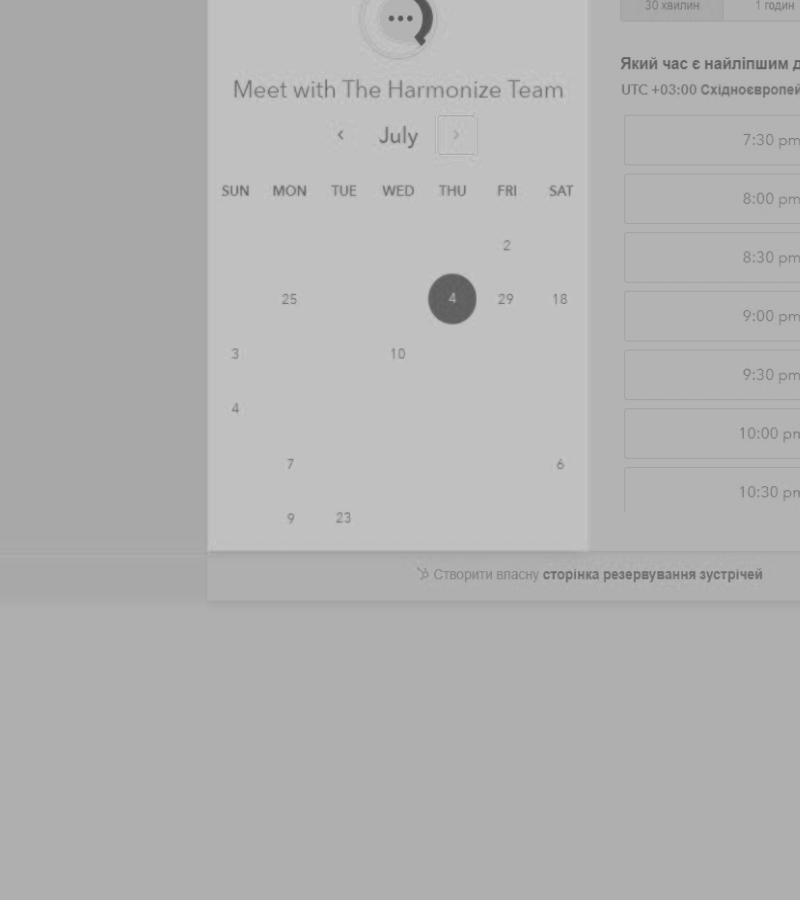 30 хвилин 1 годин
Meet with The Harmonize Team
July
SUN MON TUE WED THU FRI SAT
2
25 4 29 18
3 10
4
7 6
9 23
Який час є найліпшим д
UTC +03:00 Східноєвропей
7:30 pm
8:00 pm
8:30 pm
9:00 pm
9:30 pm
10:00 pm
10:30 pm
Створити власну сторінка резервування зустрічей